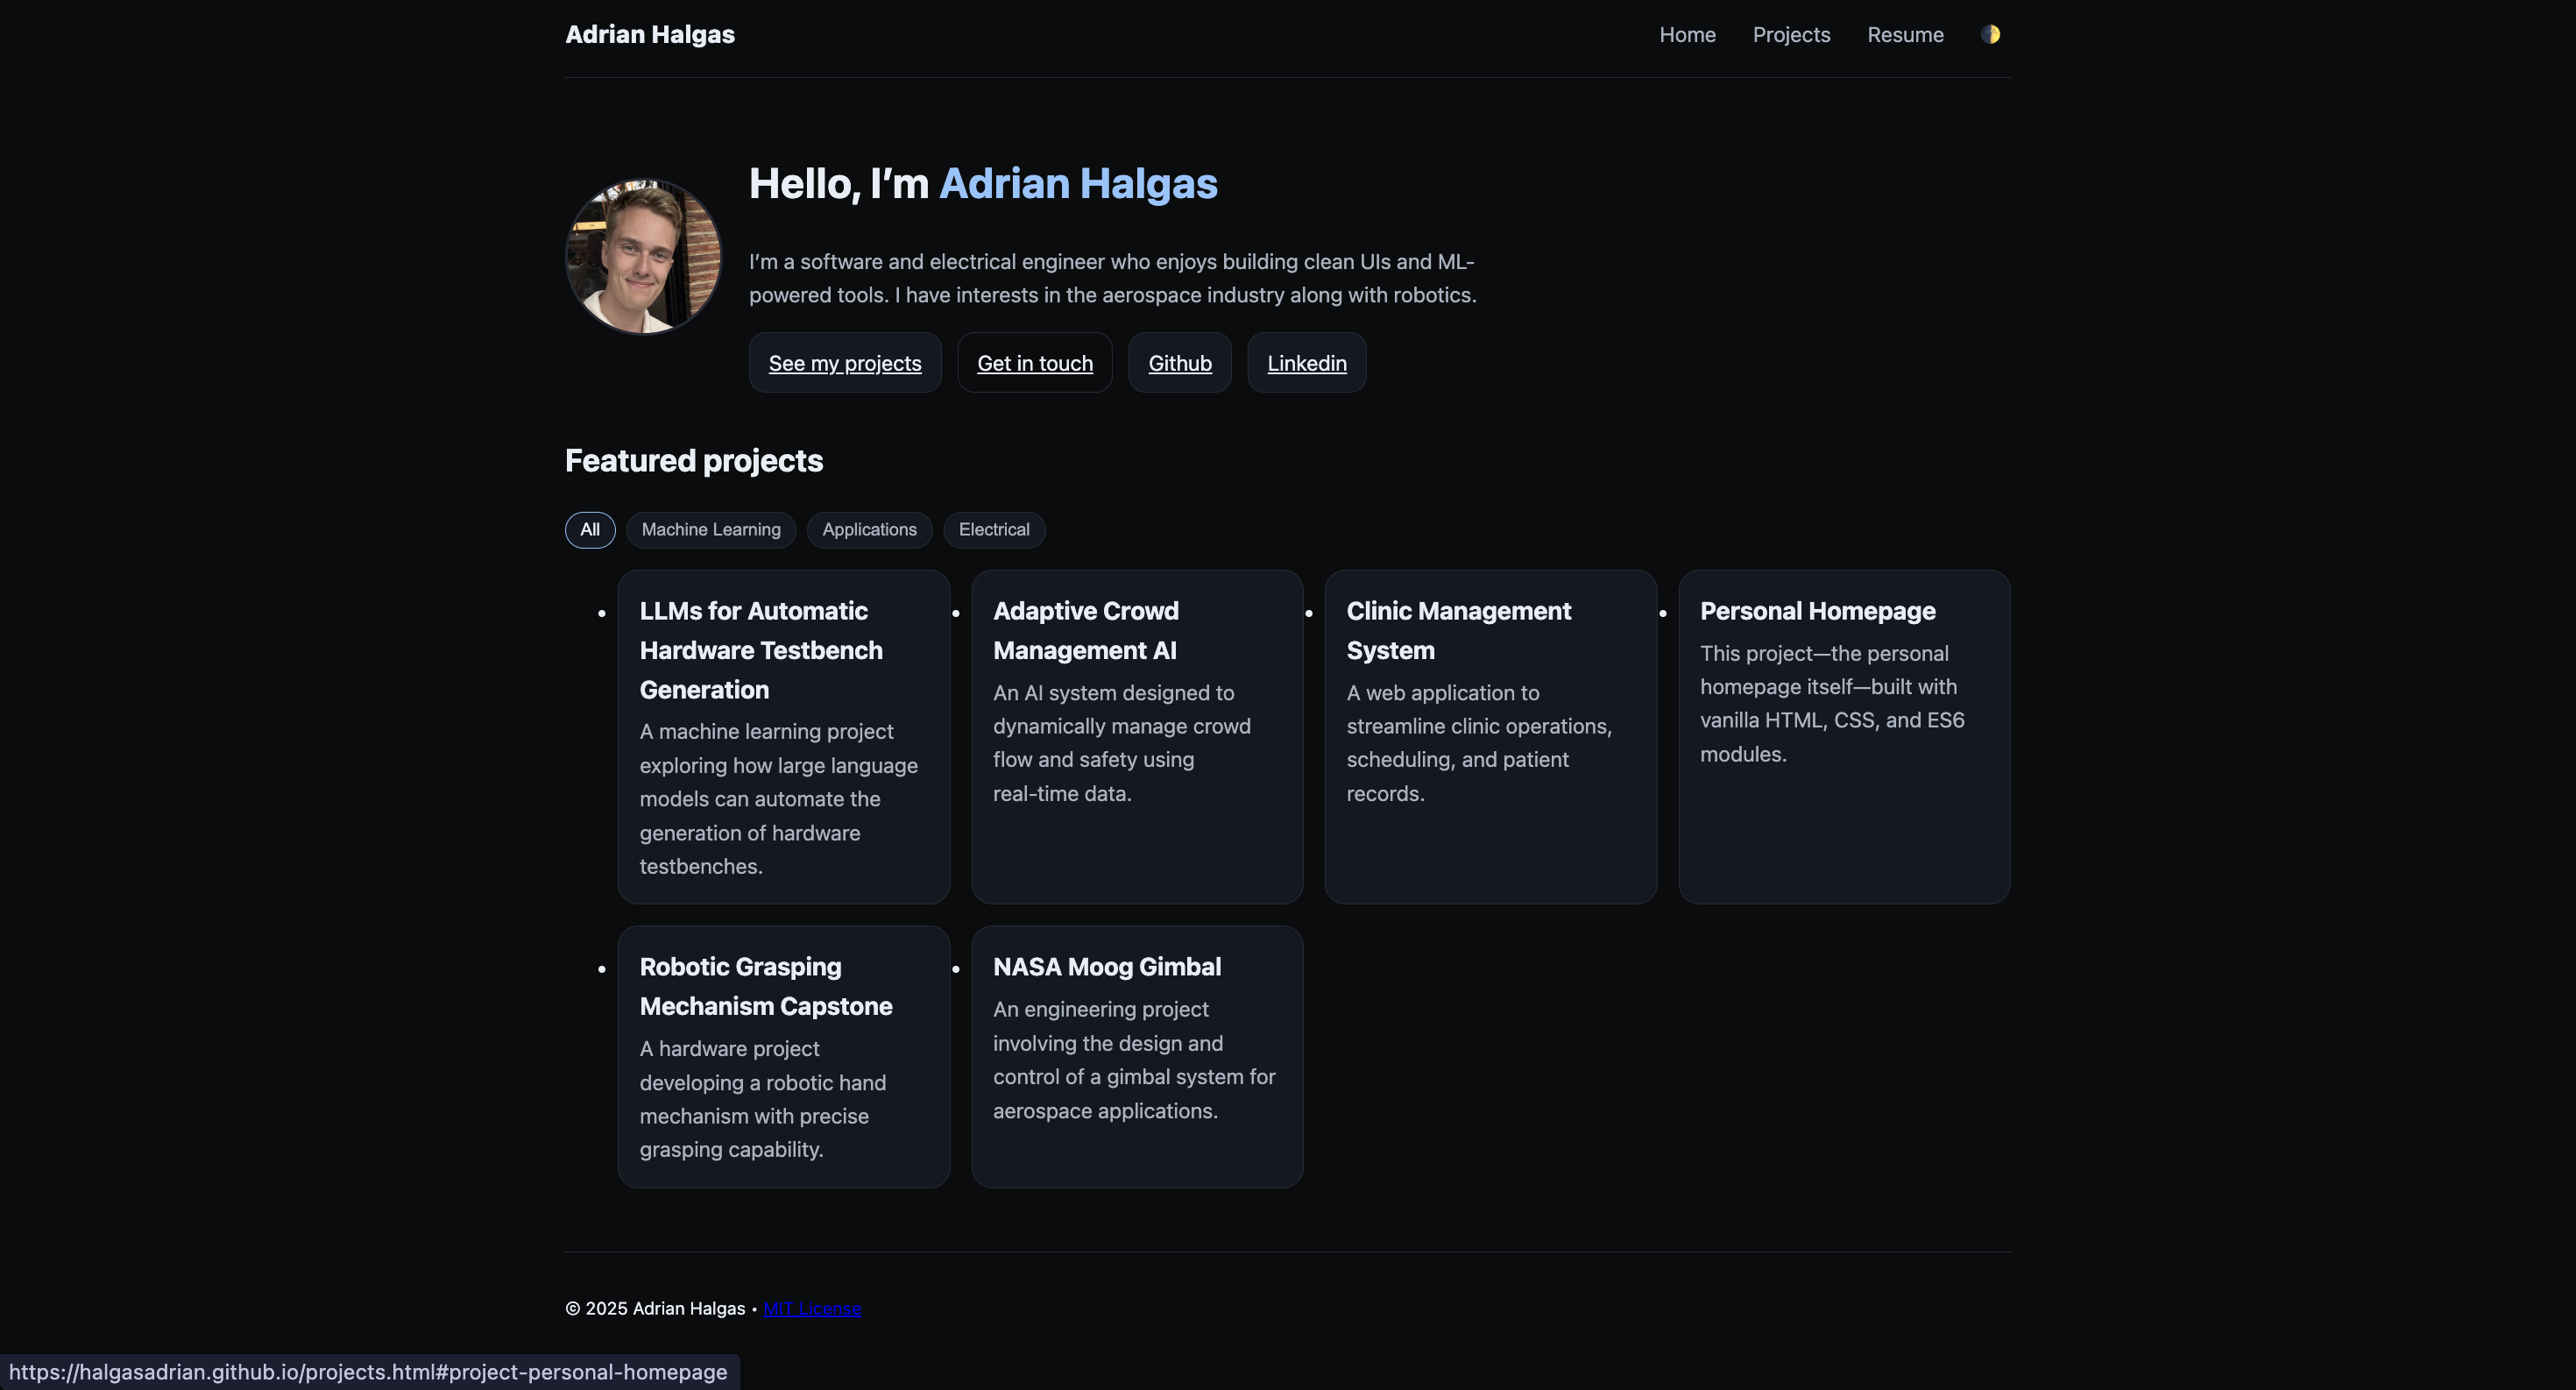 Adrian Halgas
Home Projects Resume
Hello, I’m Adrian Halgas
I’m a software and electrical engineer who enjoys building clean UIs and ML-
powered tools. I have interests in the aerospace industry along with robotics.
See my projects Get in touch Github Linkedin
Featured projects
All Machine Learning Applications Electrical
LLMs for Automatic
Hardware Testbench
Generation
A machine learning project
exploring how large language
models can automate the
generation of hardware
testbenches.
Adaptive Crowd
Management AI
An AI system designed to
dynamically manage crowd
flow and safety using
real-time data.
Clinic Management
System
A web application to
streamline clinic operations,
scheduling, and patient
records.
Personal Homepage
This project—the personal
homepage itself—built with
vanilla HTML, CSS, and ES6
modules.
Robotic Grasping
Mechanism Capstone
A hardware project
developing a robotic hand
mechanism with precise
grasping capability.
NASA Moog Gimbal
An engineering project
involving the design and
control of a gimbal system for
aerospace applications.
© 2025 Adrian Halgas • MIT License
https://halgasadrian.github.io/projects.html#project-personal-homepage